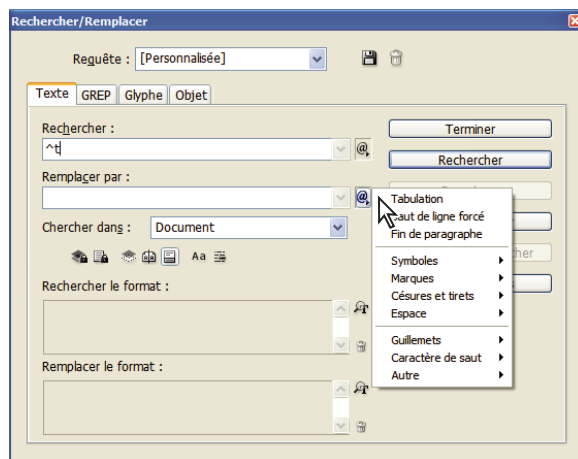 Rechercher/Remplacer
Requête : [Personnalisée]
Texte GREP Glyphe Objet
Rechercher :
^t
Terminer
Rechercher
Remplacer par :
Tabulation
Saut de ligne forcé
Fin de paragraphe
Chercher dans : Document
Aa
Symboles
Marques
Césures et tirets
Espace
Rechercher le format :
Guillemets
Caractère de saut
Autre
Remplacer le format :